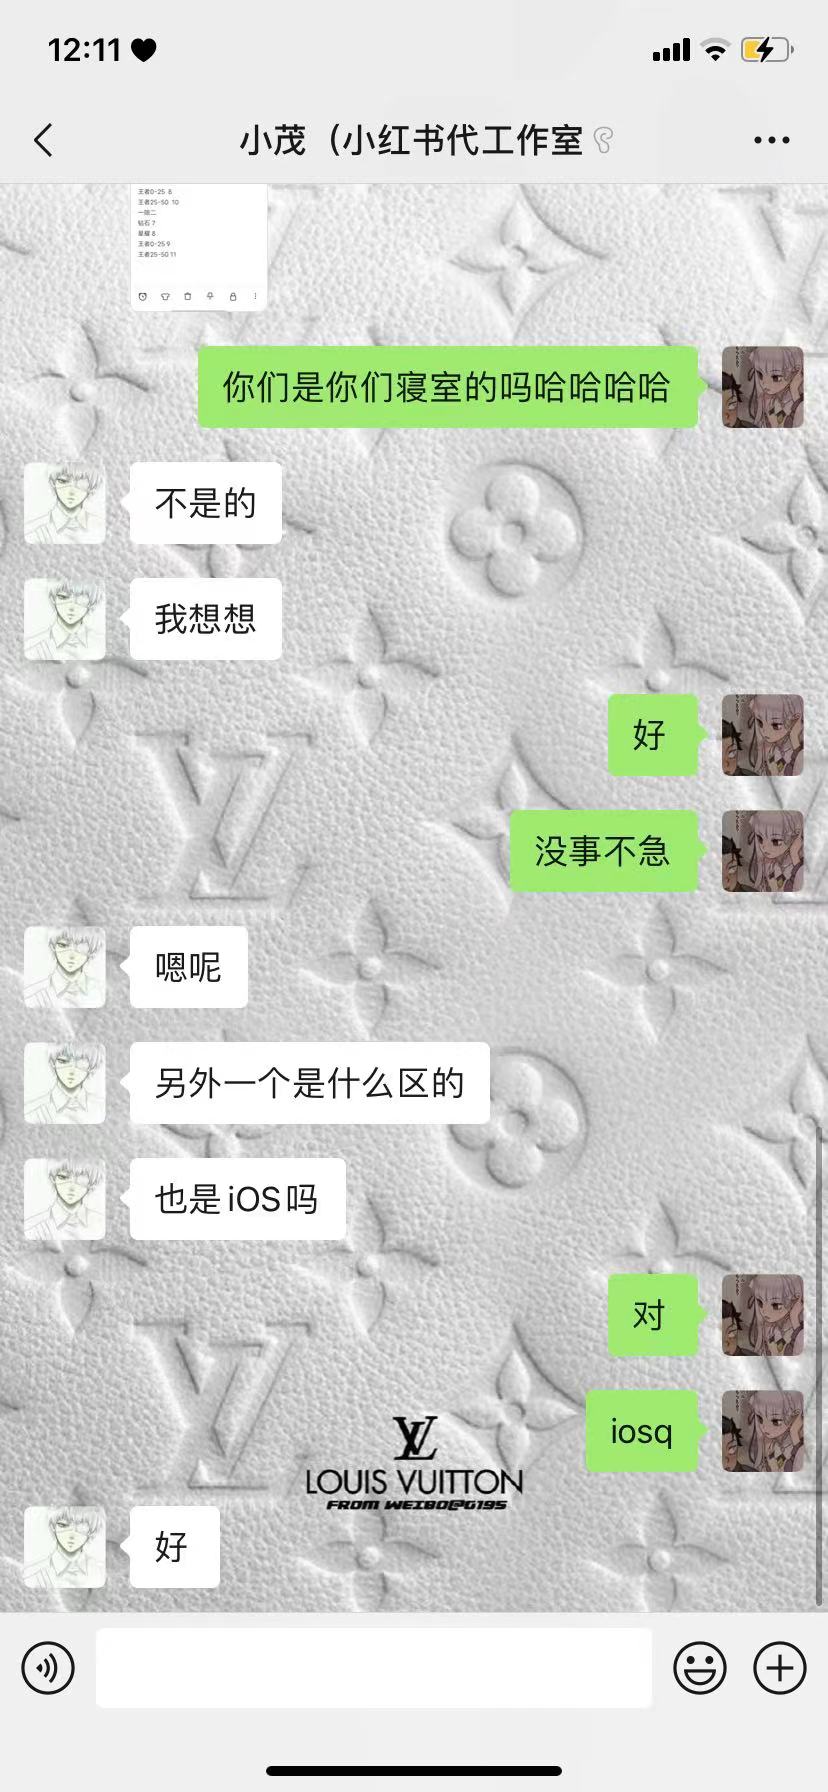 12:11
小茂（小红书代工作室
王者0-25 8
王者25-50 10
一陪二
钻石 7
星耀 8
王者0-25 9
王者25-50 11
你们是你们寝室的吗哈哈哈哈
不是的
我想想
好
没事不急
嗯呢
另外一个是什么区的
也是iOS吗
对
iosq
LOUIS VUITTON
FROM WEIBO@G195
好